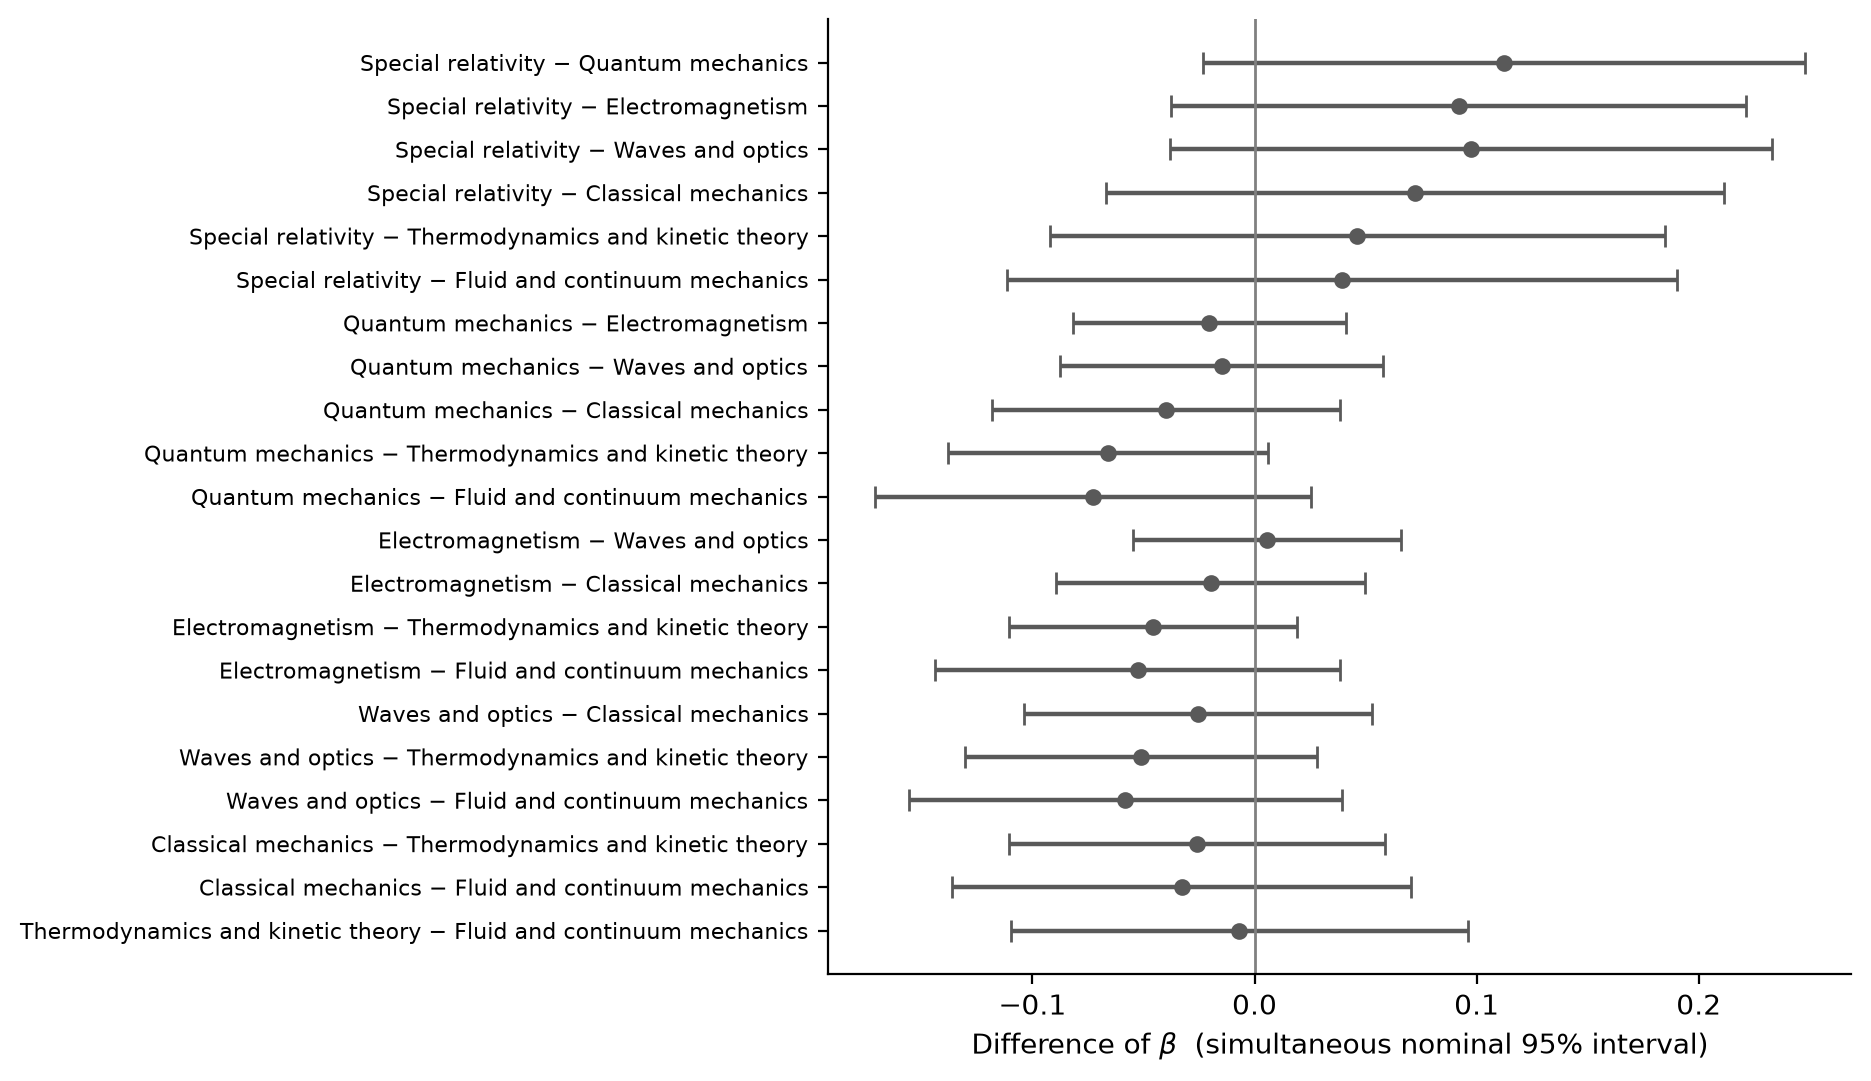 Special relativity − Quantum mechanics
Special relativity − Electromagnetism
Special relativity − Waves and optics
Special relativity − Classical mechanics
Special relativity − Thermodynamics and kinetic theory
Special relativity − Fluid and continuum mechanics
Quantum mechanics − Electromagnetism
Quantum mechanics − Waves and optics
Quantum mechanics − Classical mechanics
Quantum mechanics − Thermodynamics and kinetic theory
Quantum mechanics − Fluid and continuum mechanics
Electromagnetism − Waves and optics
Electromagnetism − Classical mechanics
Electromagnetism − Thermodynamics and kinetic theory
Electromagnetism − Fluid and continuum mechanics
Waves and optics − Classical mechanics
Waves and optics − Thermodynamics and kinetic theory
Waves and optics − Fluid and continuum mechanics
Classical mechanics − Thermodynamics and kinetic theory
Classical mechanics − Fluid and continuum mechanics
Thermodynamics and kinetic theory − Fluid and continuum mechanics
−0.1 0.0 0.1 0.2
Difference of β (simultaneous nominal 95% interval)